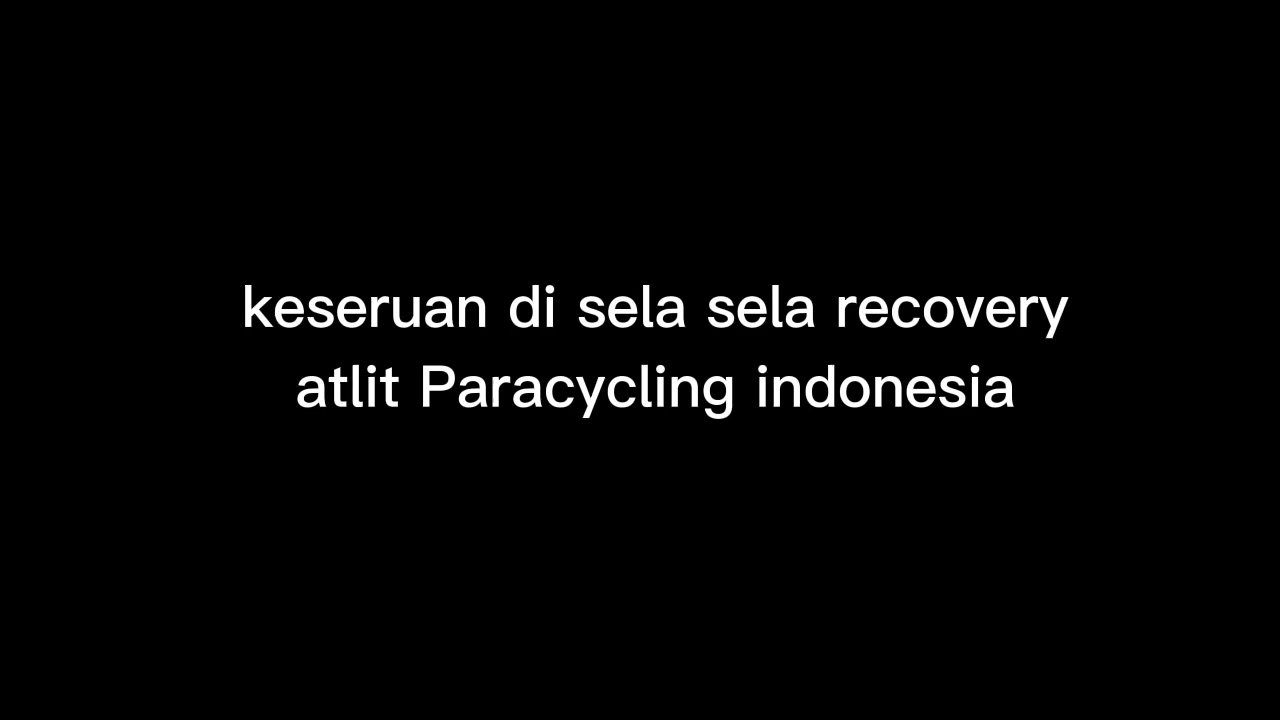 keseruan di sela sela recovery
atlit Paracycling indonesia